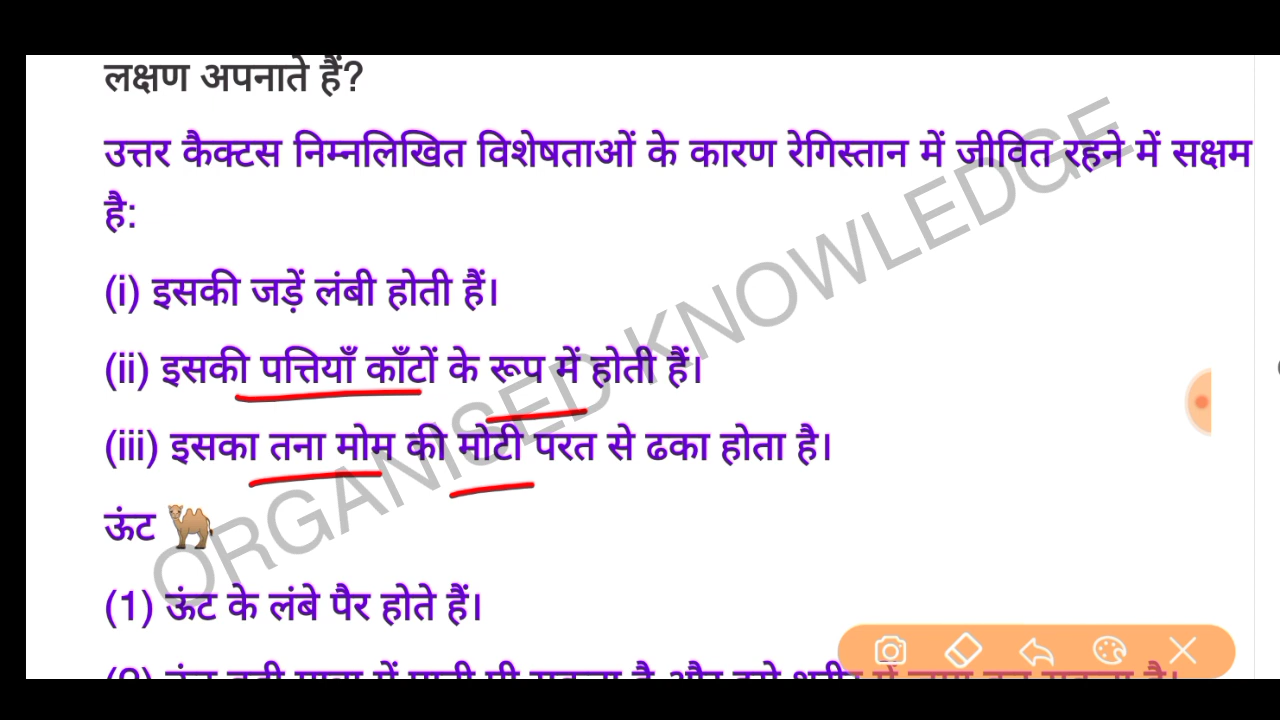 लक्षण अपनाते हैं?
उत्तर कैक्टस निम्नलिखित विशेषताओं के कारण रेगिस्तान में जीवित रहने में सक्षम
है:
(i) इसकी जड़ें लंबी होती हैं।
(ii) इसकी पत्तियाँ काँटों के रूप में होती हैं।
(iii) इसका तना मोम की मोटी परत से ढका होता है।
ऊंट
(1) ऊंट के लंबे पैर होते हैं।
ORGANISED KNOWLEDGE